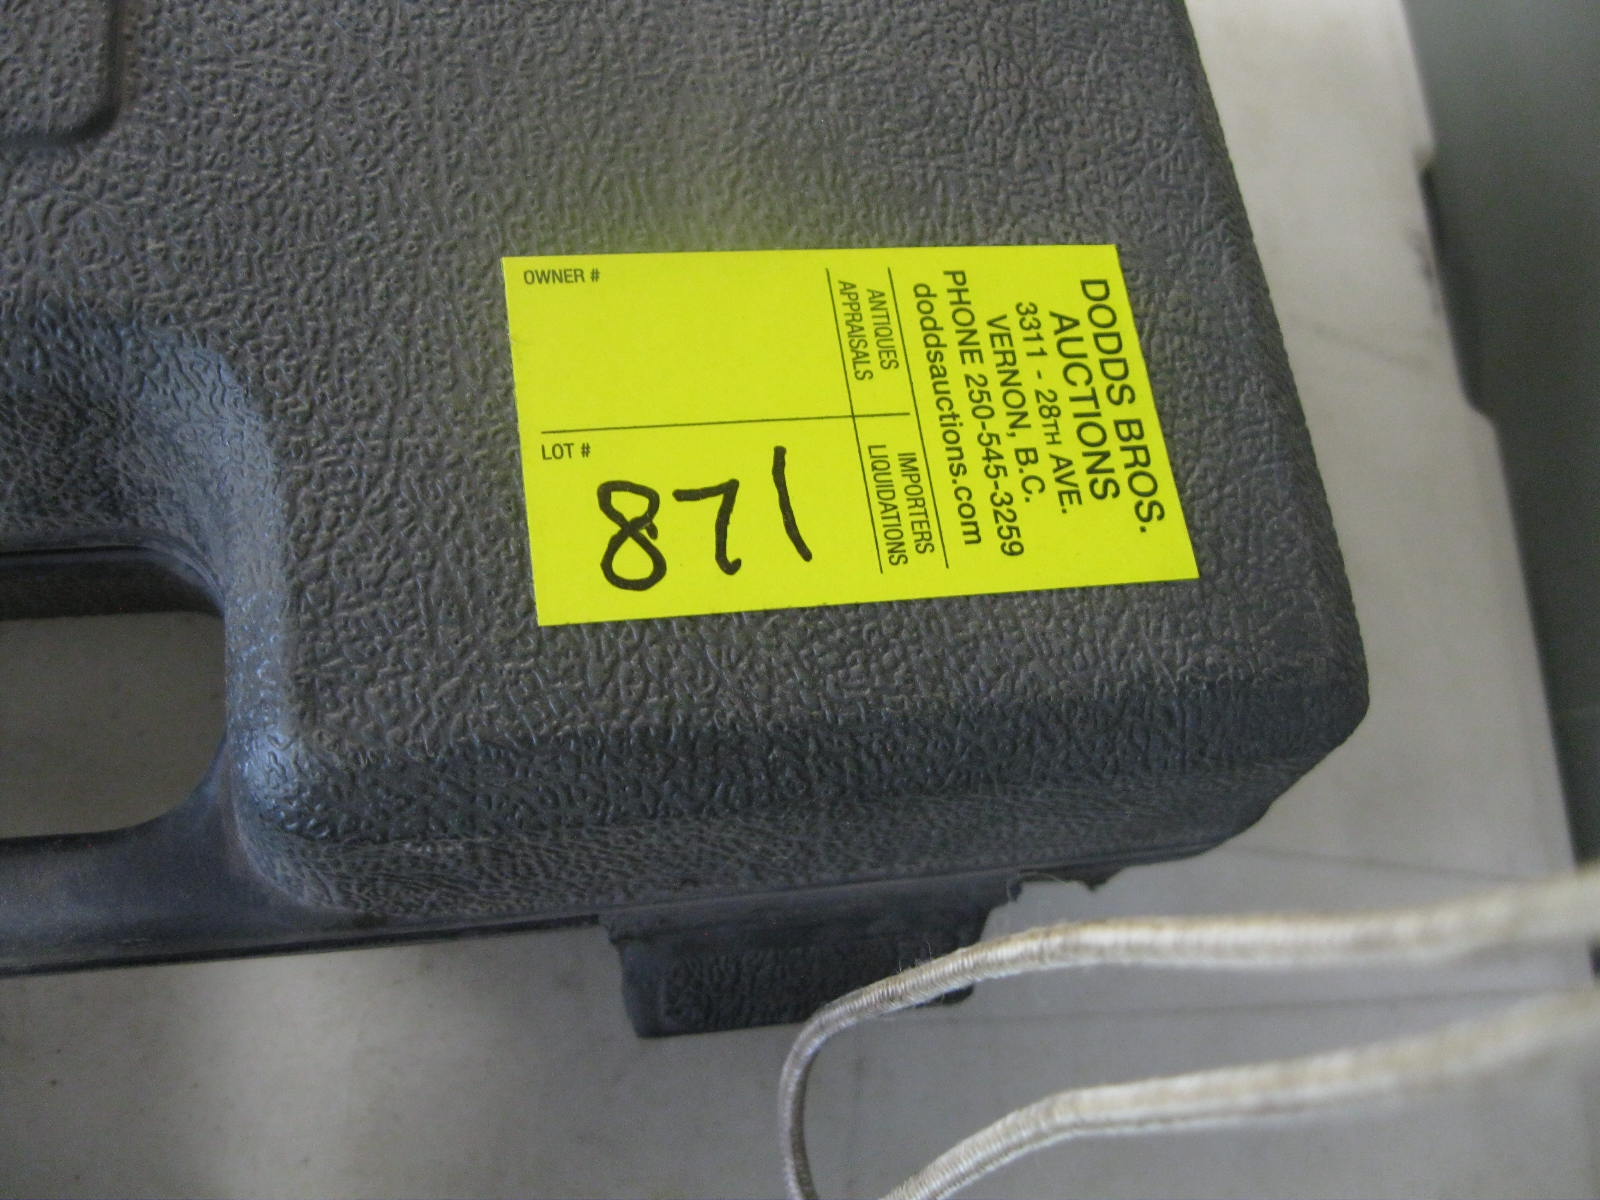 DODDS BROS.
AUCTIONS
3311 - 28TH AVE.
VERNON, B.C.
PHONE 250-545-3259
doddsauctions.com
ANTIQUES IMPORTERS
APPRAISALS LIQUIDATIONS
OWNER #
LOT #
128